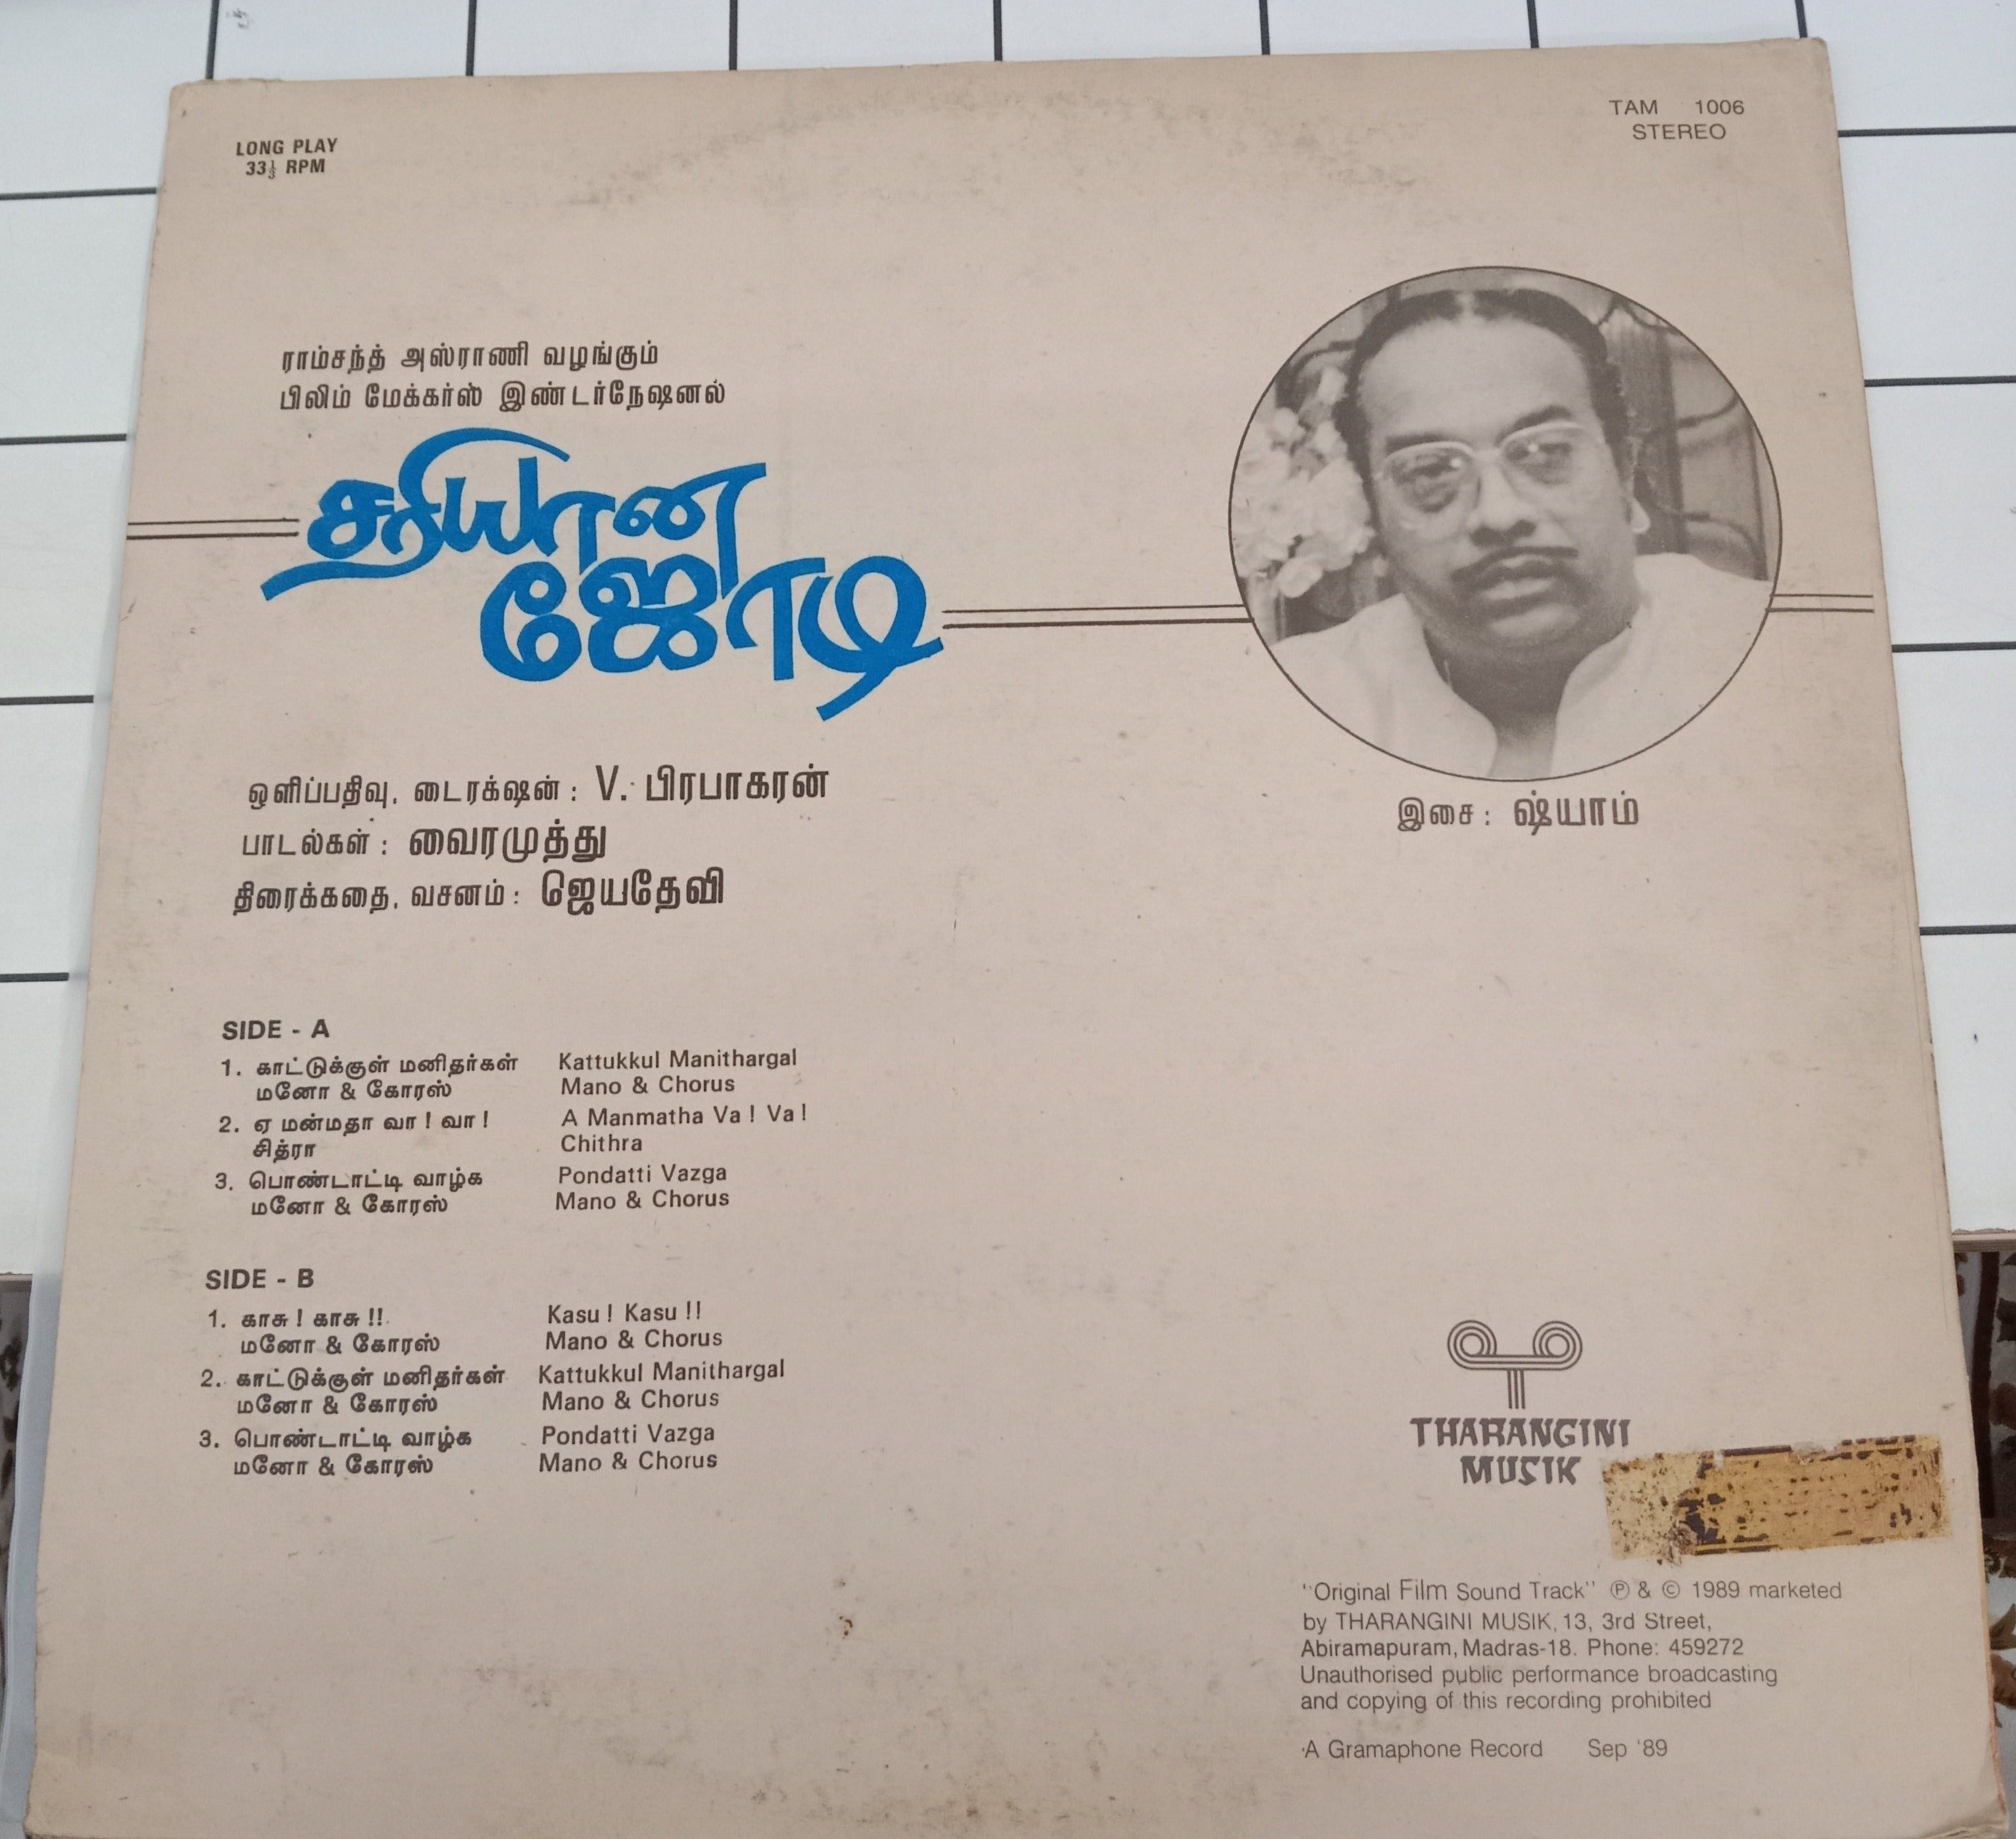 LONG PLAY
33⅓ RPM
TAM 1006
STEREO
ராம்சந்த் அஸ்ராணி வழங்கும்
பிலிம் மேக்கர்ஸ் இண்டர்நேஷனல்
சரியான
ஜோடி
ஒளிப்பதிவு, டைரக்ஷன் : V. பிரபாகரன்
பாடல்கள் : வைரமுத்து
திரைக்கதை, வசனம் : ஜெயதேவி
இசை : ஷ்யாம்
SIDE - A
1. காட்டுக்குள் மனிதர்கள் Kattukkul Manithargal
மனோ & கோரஸ் Mano & Chorus
2. ஏ மன்மதா வா ! வா ! A Manmatha Va ! Va !
சித்ரா Chithra
3. பொண்டாட்டி வாழ்க Pondatti Vazga
மனோ & கோரஸ் Mano & Chorus
SIDE - B
1. காசு ! காசு !! Kasu ! Kasu !!
மனோ & கோரஸ் Mano & Chorus
2. காட்டுக்குள் மனிதர்கள் Kattukkul Manithargal
மனோ & கோரஸ் Mano & Chorus
3. பொண்டாட்டி வாழ்க Pondatti Vazga
மனோ & கோரஸ் Mano & Chorus
THARANGINI
MUSIK
"Original Film Sound Track" ℗ & © 1989 marketed
by THARANGINI MUSIK, 13, 3rd Street,
Abiramapuram, Madras-18. Phone: 459272
Unauthorised public performance broadcasting
and copying of this recording prohibited
A Gramaphone Record Sep '89